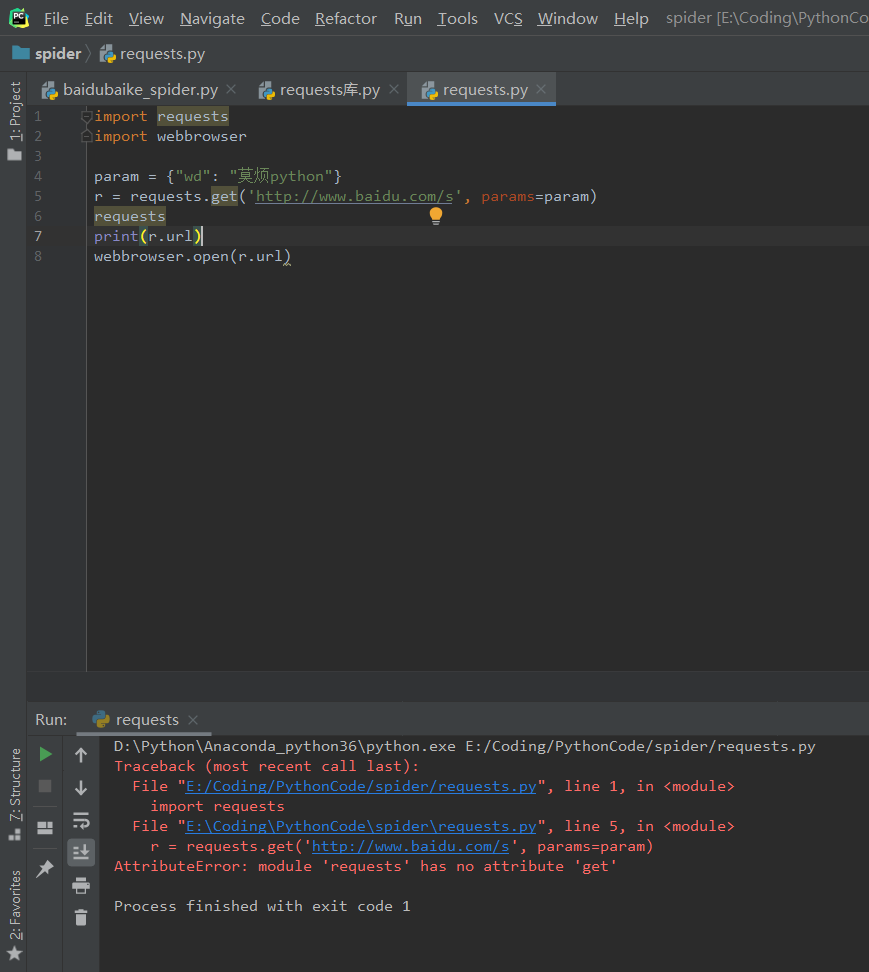 File Edit View Navigate Code Refactor Run Tools VCS Window Help spider [E:\Coding\PythonCo
spider requests.py
baidubaike_spider.py requests库.py requests.py
1: Project
1 import requests
2 import webbrowser
3
4 param = {"wd": "莫烦python"}
5 r = requests.get('http://www.baidu.com/s', params=param)
6 requests
7 print(r.url)
8 webbrowser.open(r.url)
Run: requests
7: Structure
2: Favorites
D:\Python\Anaconda_python36\python.exe E:/Coding/PythonCode/spider/requests.py
Traceback (most recent call last):
File "E:/Coding/PythonCode/spider/requests.py", line 1, in <module>
import requests
File "E:\Coding\PythonCode\spider\requests.py", line 5, in <module>
r = requests.get('http://www.baidu.com/s', params=param)
AttributeError: module 'requests' has no attribute 'get'
Process finished with exit code 1